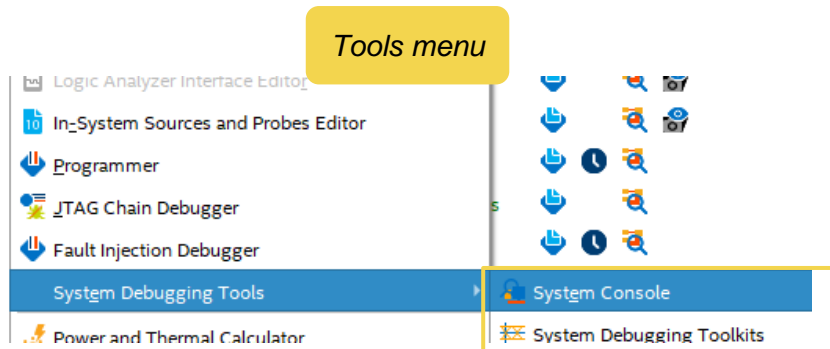 Tools menu
Logic Analyzer Interface Editor
In-System Sources and Probes Editor
10
Programmer
JTAG Chain Debugger
s
Fault Injection Debugger
System Debugging Tools
System Console
Power and Thermal Calculator
System Debugging Toolkits